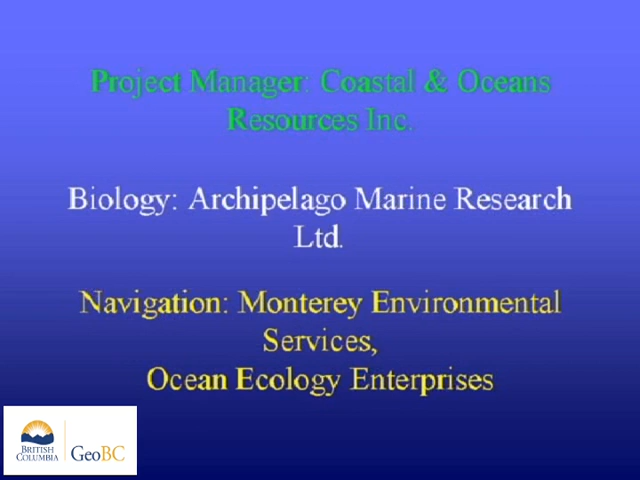 Project Manager: Coastal & Oceans
Resources Inc.
Biology: Archipelago Marine Research
Ltd.
Navigation: Monterey Environmental
Services,
Ocean Ecology Enterprises
BRITISH
COLUMBIA
GeoBC